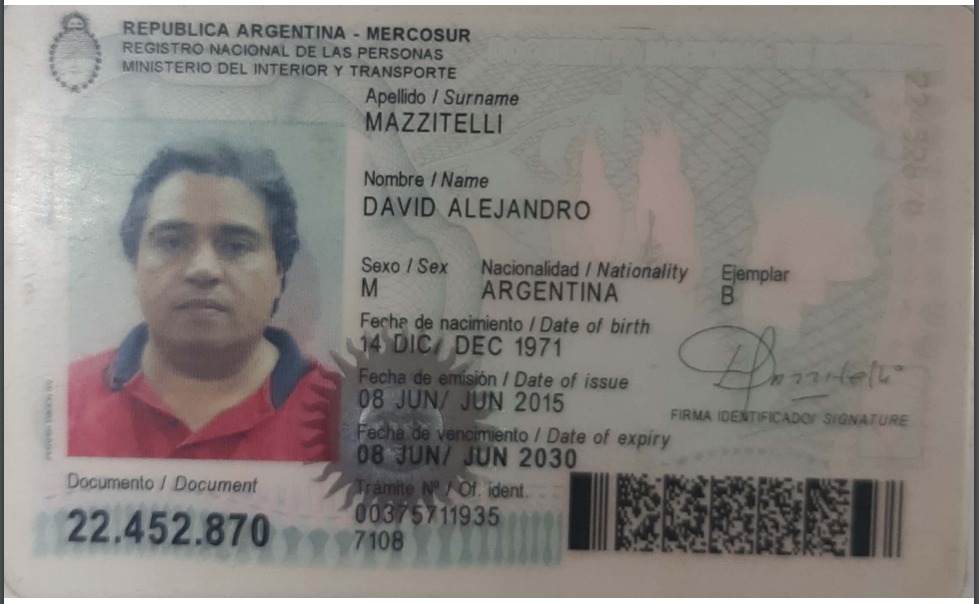 REPUBLICA ARGENTINA - MERCOSUR
REGISTRO NACIONAL DE LAS PERSONAS
MINISTERIO DEL INTERIOR Y TRANSPORTE
Apellido / Surname
MAZZITELLI
Nombre / Name
DAVID ALEJANDRO
Sexo / Sex Nacionalidad / Nationality Ejemplar
M ARGENTINA B
Fecha de nacimiento / Date of birth
14 DIC/ DEC 1971
Fecha de emisión / Date of issue
08 JUN/ JUN 2015
FIRMA IDENTIFICADO/ SIGNATURE
Fecha de vencimiento / Date of expiry
08 JUN/ JUN 2030
Documento / Document
22.452.870
Trámite Nº / Of. ident.
00375711935
7108